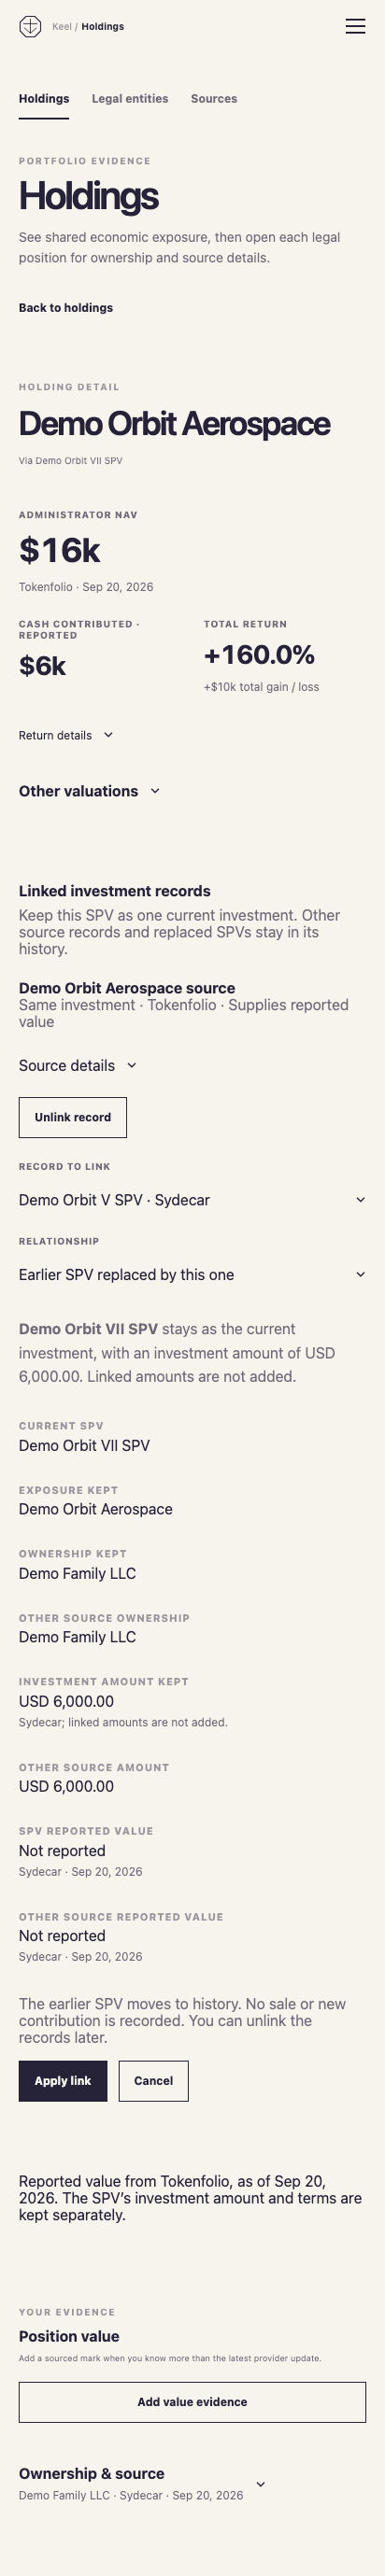 Keel / Holdings
Holdings Legal entities Sources
PORTFOLIO EVIDENCE
Holdings
See shared economic exposure, then open each legal
position for ownership and source details.
Back to holdings
HOLDING DETAIL
Demo Orbit Aerospace
Via Demo Orbit VII SPV
ADMINISTRATOR NAV
$16k
Tokenfolio · Sep 20, 2026
CASH CONTRIBUTED ·
REPORTED
$6k
TOTAL RETURN
+160.0%
+$10k total gain / loss
Return details
Other valuations
Linked investment records
Keep this SPV as one current investment. Other
source records and replaced SPVs stay in its
history.
Demo Orbit Aerospace source
Same investment · Tokenfolio · Supplies reported
value
Source details
Unlink record
RECORD TO LINK
Demo Orbit V SPV · Sydecar
RELATIONSHIP
Earlier SPV replaced by this one
Demo Orbit VII SPV stays as the current
investment, with an investment amount of USD
6,000.00. Linked amounts are not added.
CURRENT SPV
Demo Orbit VII SPV
EXPOSURE KEPT
Demo Orbit Aerospace
OWNERSHIP KEPT
Demo Family LLC
OTHER SOURCE OWNERSHIP
Demo Family LLC
INVESTMENT AMOUNT KEPT
USD 6,000.00
Sydecar; linked amounts are not added.
OTHER SOURCE AMOUNT
USD 6,000.00
SPV REPORTED VALUE
Not reported
Sydecar · Sep 20, 2026
OTHER SOURCE REPORTED VALUE
Not reported
Sydecar · Sep 20, 2026
The earlier SPV moves to history. No sale or new
contribution is recorded. You can unlink the
records later.
Apply link Cancel
Reported value from Tokenfolio, as of Sep 20,
2026. The SPV's investment amount and terms are
kept separately.
YOUR EVIDENCE
Position value
Add a sourced mark when you know more than the latest provider update.
Add value evidence
Ownership & source
Demo Family LLC · Sydecar · Sep 20, 2026